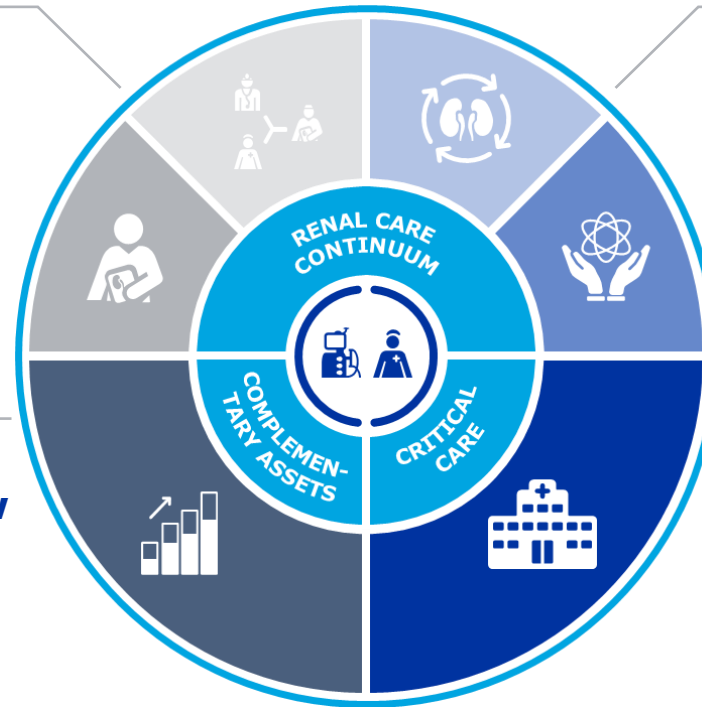 RENAL CARE
CONTINUUM
COMPLEMEN-
TARY ASSETS
CRITICAL
CARE